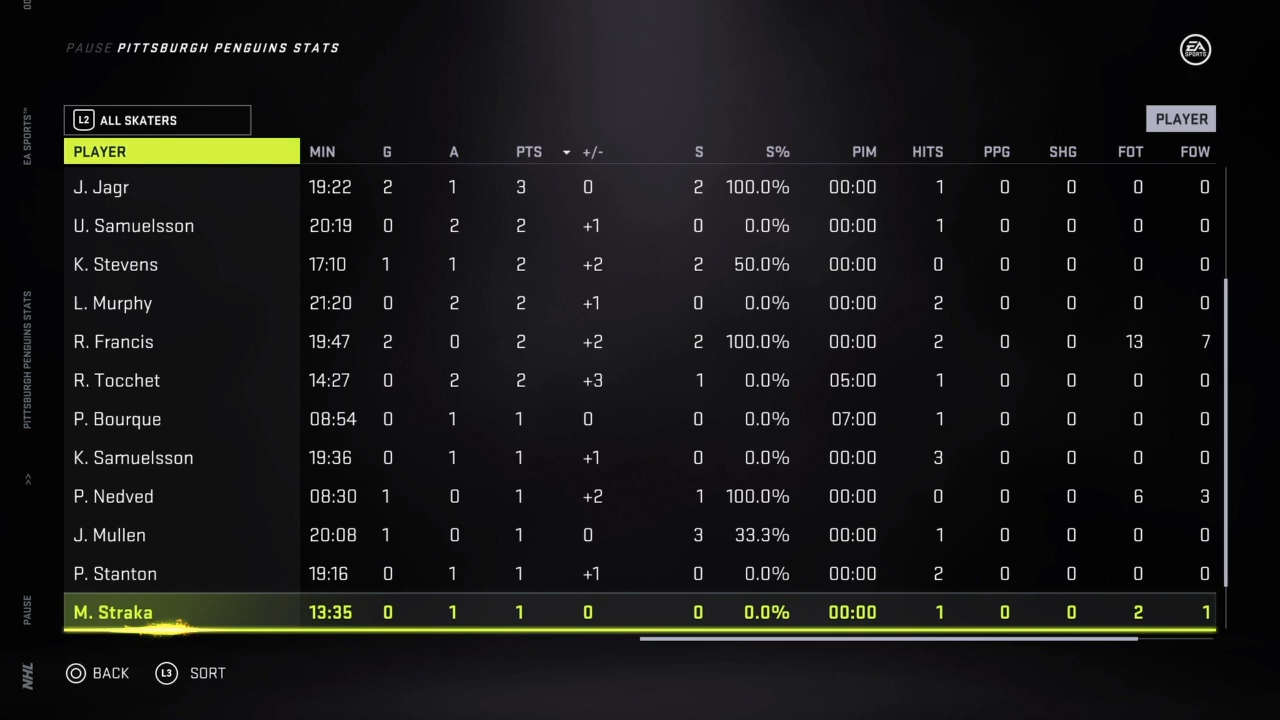 PAUSE PITTSBURGH PENGUINS STATS
EA SPORTS
L2 ALL SKATERS
PLAYER
PLAYER MIN G A PTS +/- S S% PIM HITS PPG SHG FOT FOW
J. Jagr 19:22 2 1 3 0 2 100.0% 00:00 1 0 0 0 0
U. Samuelsson 20:19 0 2 2 +1 0 0.0% 00:00 1 0 0 0 0
K. Stevens 17:10 1 1 2 +2 2 50.0% 00:00 0 0 0 0 0
L. Murphy 21:20 0 2 2 +1 0 0.0% 00:00 2 0 0 0 0
R. Francis 19:47 2 0 2 +2 2 100.0% 00:00 2 0 0 13 7
R. Tocchet 14:27 0 2 2 +3 1 0.0% 05:00 1 0 0 0 0
P. Bourque 08:54 0 1 1 0 0 0.0% 07:00 1 0 0 0 0
K. Samuelsson 19:36 0 1 1 +1 0 0.0% 00:00 3 0 0 0 0
P. Nedved 08:30 1 0 1 +2 1 100.0% 00:00 0 0 0 6 3
J. Mullen 20:08 1 0 1 0 3 33.3% 00:00 1 0 0 0 0
P. Stanton 19:16 0 1 1 +1 0 0.0% 00:00 2 0 0 0 0
M. Straka 13:35 0 1 1 0 0 0.0% 00:00 1 0 0 2 1
BACK L3 SORT
NHL PAUSE >> PITTSBURGH PENGUINS STATS EA SPORTS™